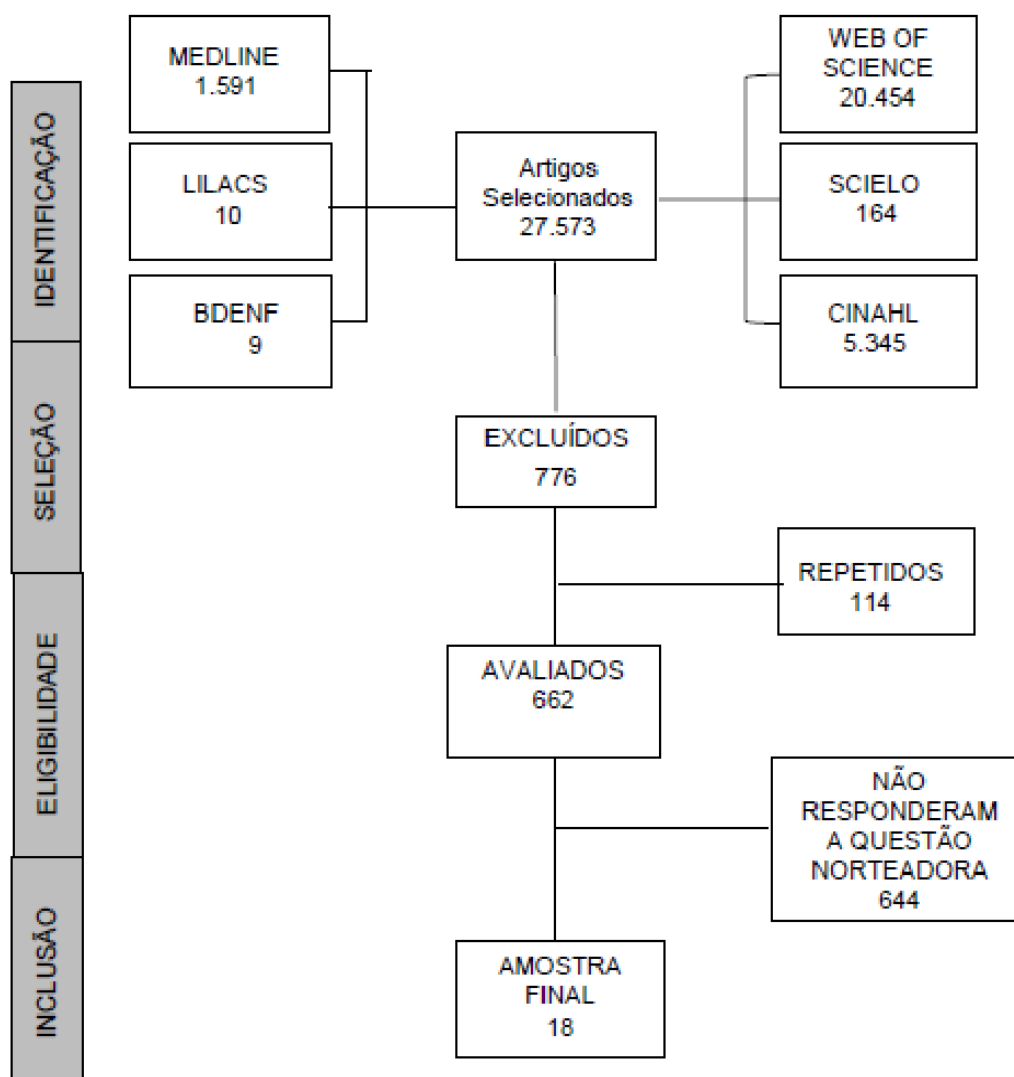 MEDLINE
1.591
LILACS
10
BDENF
9
Artigos
Selecionados
27.573
WEB OF
SCIENCE
20.454
SCIELO
164
CINAHL
5.345
IDENTIFICAÇÃO
SELEÇÃO
EXCLUÍDOS
776
REPETIDOS
114
ELIGIBILIDADE
AVALIADOS
662
NÃO
RESPONDERAM
A QUESTÃO
NORTEADORA
644
INCLUSÃO
AMOSTRA
FINAL
18